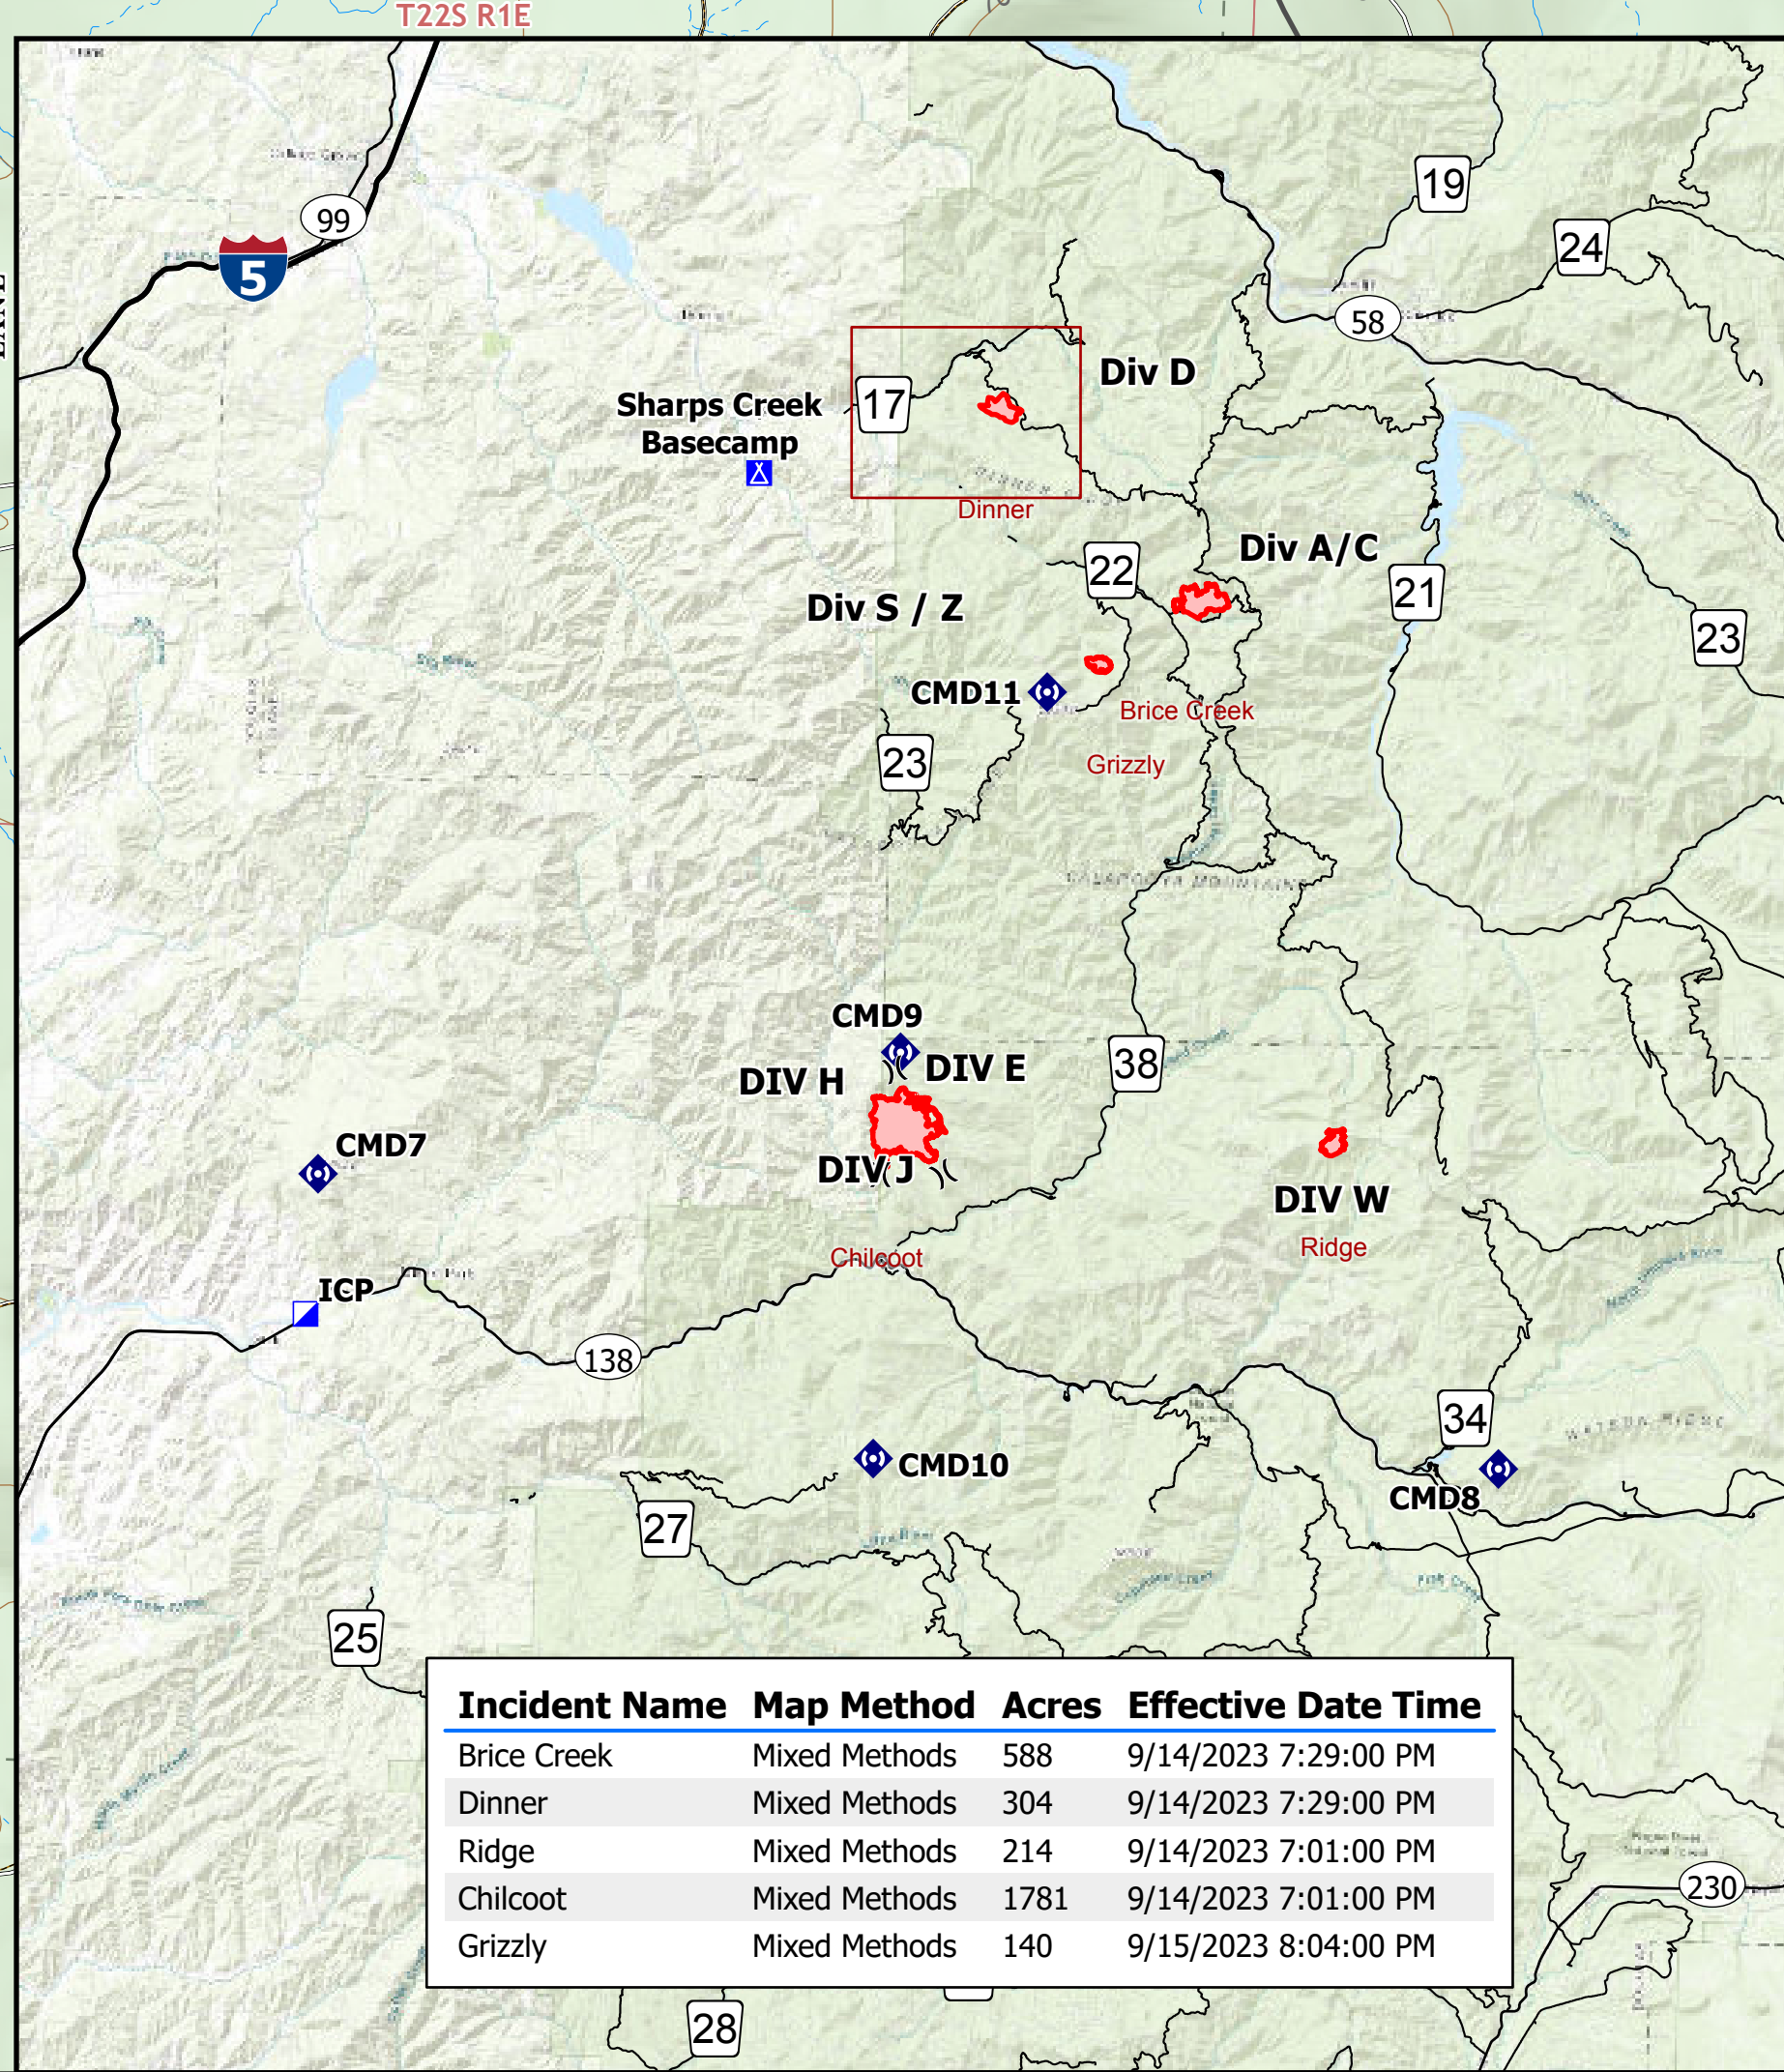 T22S R1E
LANE
99
5
19
24
58
Div D
17
Sharps Creek
Basecamp
Dinner
22
Div A/C
21
23
Div S / Z
CMD11
Brice Creek
23
Grizzly
CALAPOOYA MOUNTAINS
CMD9
DIV E
DIV H
38
CMD7
DIV J
DIV W
Ridge
Chilcoot
ICP
138
34
WATSON RIDGE
CMD10
CMD8
27
25
Incident Name Map Method Acres Effective Date Time
Brice Creek Mixed Methods 588 9/14/2023 7:29:00 PM
Dinner Mixed Methods 304 9/14/2023 7:29:00 PM
Ridge Mixed Methods 214 9/14/2023 7:01:00 PM
Chilcoot Mixed Methods 1781 9/14/2023 7:01:00 PM
Grizzly Mixed Methods 140 9/15/2023 8:04:00 PM
230
28